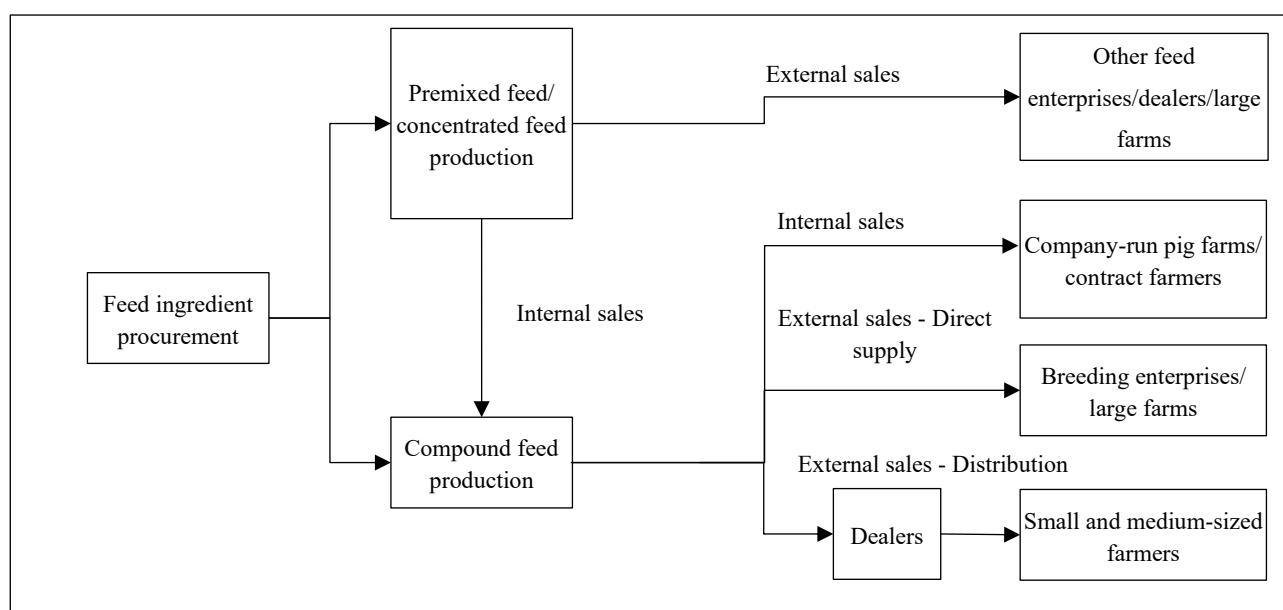 Premixed feed/
concentrated feed
production
External sales
Other feed
enterprises/dealers/large
farms
Feed ingredient
procurement
Internal sales
Internal sales
Company-run pig farms/
contract farmers
External sales - Direct
supply
Breeding enterprises/
large farms
Compound feed
production
External sales - Distribution
Dealers
Small and medium-sized
farmers